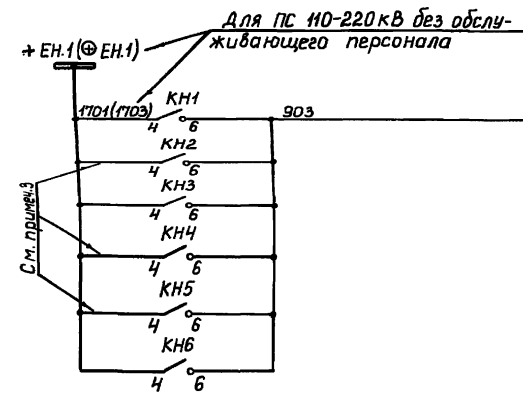 Для ПС 110-220кВ без обслу-
живающего персонала
+ ЕН.1(⊕ ЕН.1)
1701(1703)
КН1
903
4 6
КН2
4 6
КН3
4 6
См. примеч.3
КН4
4 6
КН5
4 6
КН6
4 6